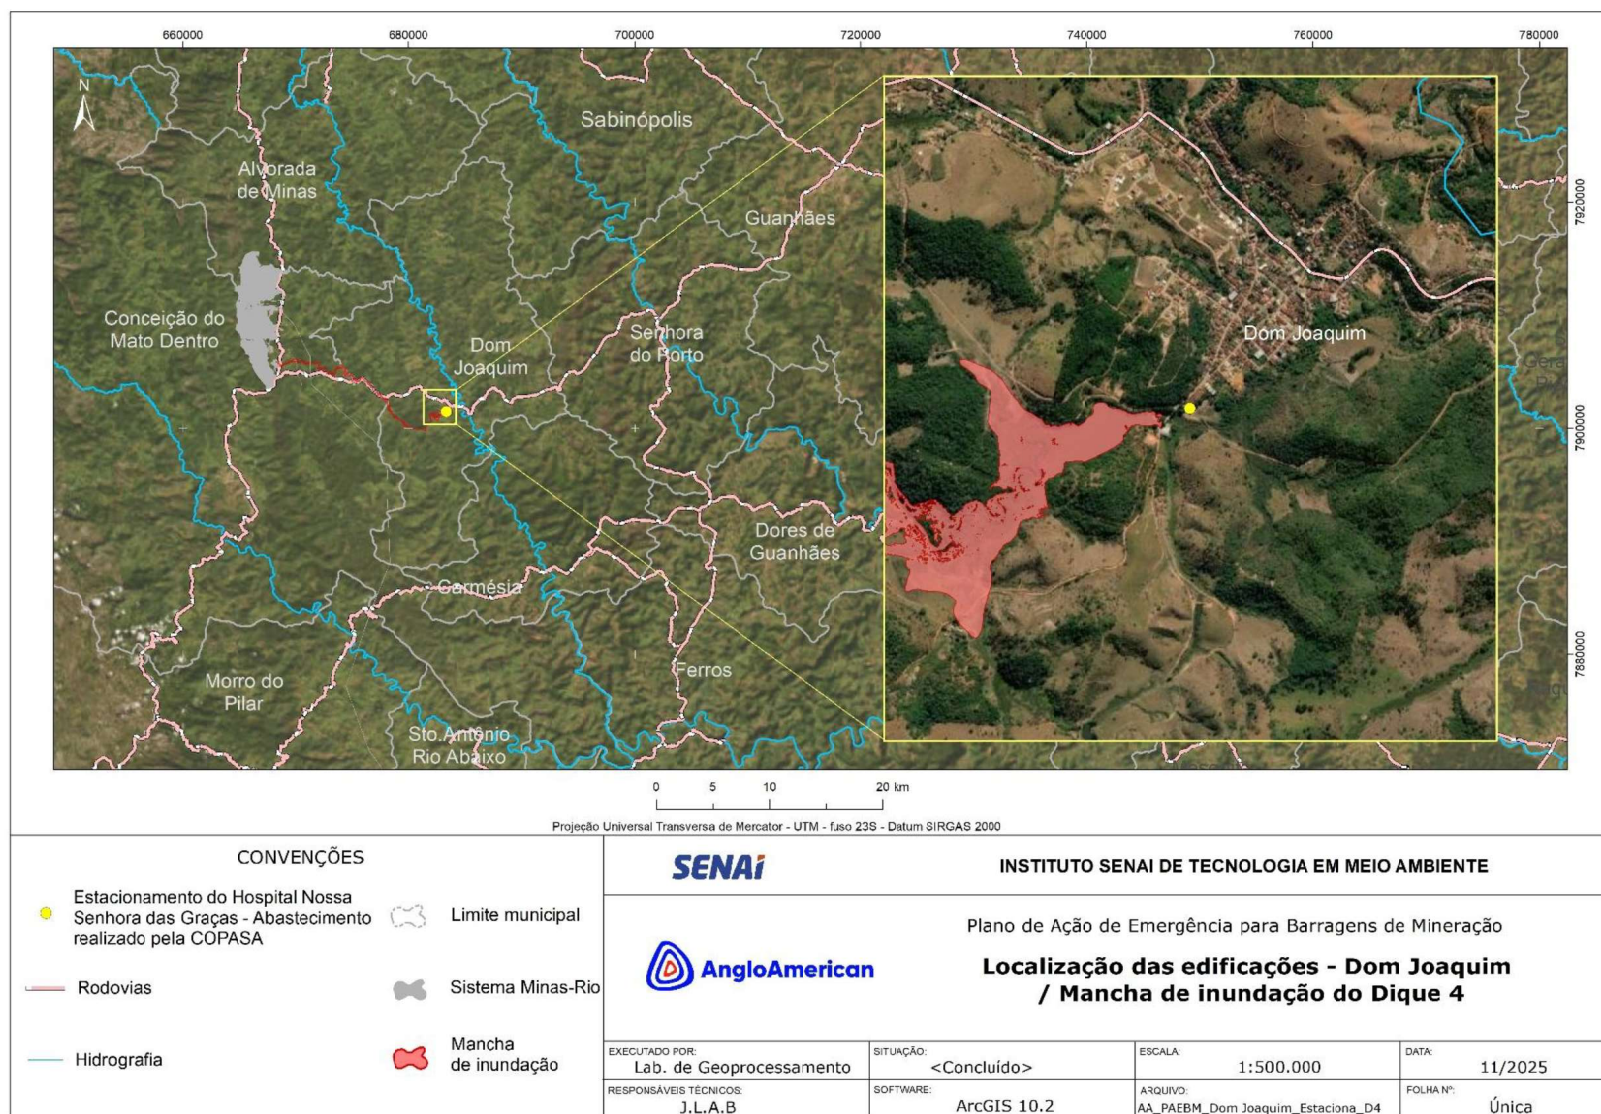 660000
680000
700000
720000
740000
760000
780000
N
Sabinópolis
Alvorada
de Minas
Guanhães
7920000
Conceição do
Mato Dentro
Dom
Joaquim
Senhora
do Porto
Dom Joaquim
7900000
Dores de
Guanhães
Carmésia
7880000
Ferros
Morro do
Pilar
Sto.Antônio
Rio Abaixo
0 5 10 20 km
Projeção Universal Transversa de Mercator - UTM - fuso 23S - Datum SIRGAS 2000
CONVENÇÕES
Estacionamento do Hospital Nossa
Senhora das Graças - Abastecimento
realizado pela COPASA
Limite municipal
Rodovias
Sistema Minas-Rio
Hidrografia
Mancha
de inundação
SENAI
INSTITUTO SENAI DE TECNOLOGIA EM MEIO AMBIENTE
AngloAmerican
Plano de Ação de Emergência para Barragens de Mineração
Localização das edificações - Dom Joaquim
/ Mancha de inundação do Dique 4
EXECUTADO POR:
Lab. de Geoprocessamento
SITUAÇÃO:
<Concluído>
ESCALA:
1:500.000
DATA:
11/2025
RESPONSÁVEIS TÉCNICOS:
J.L.A.B
SOFTWARE:
ArcGIS 10.2
ARQUIVO:
AA_PAEBM_Dom Joaquim_Estaciona_D4
FOLHA Nº:
Única